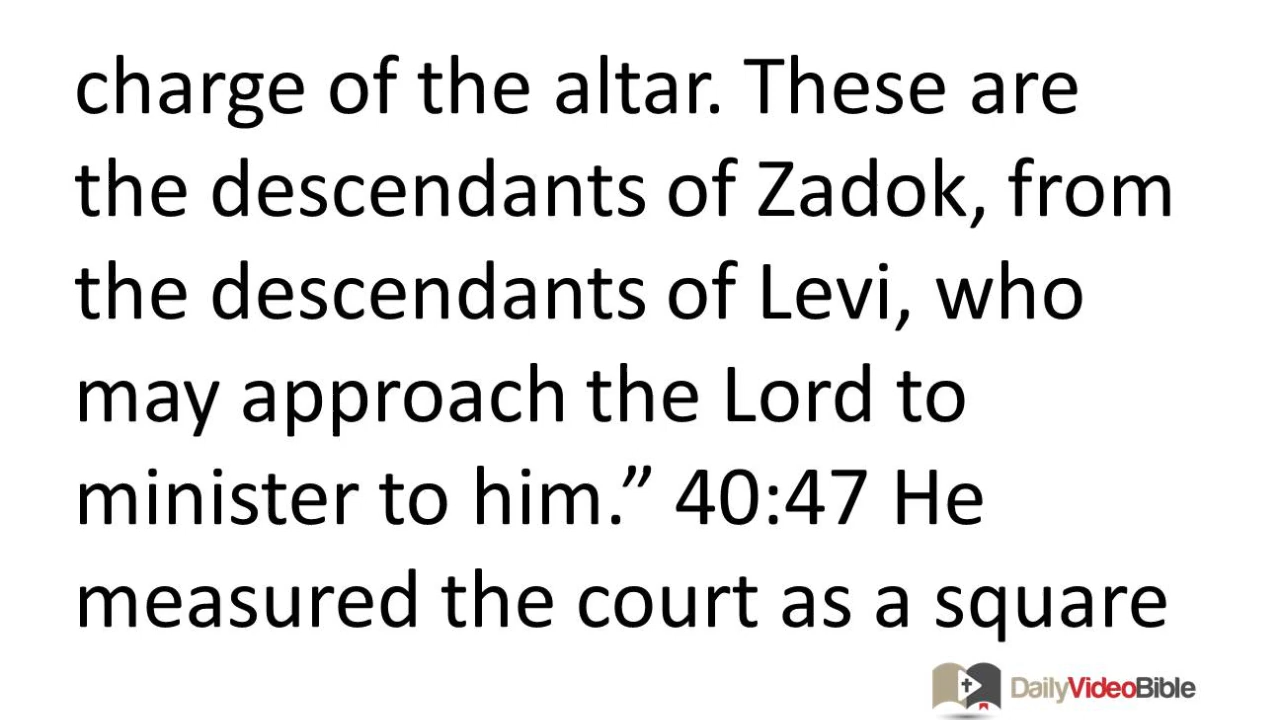 charge of the altar. These are
the descendants of Zadok, from
the descendants of Levi, who
may approach the Lord to
minister to him.” 40:47 He
measured the court as a square
DailyVideoBible